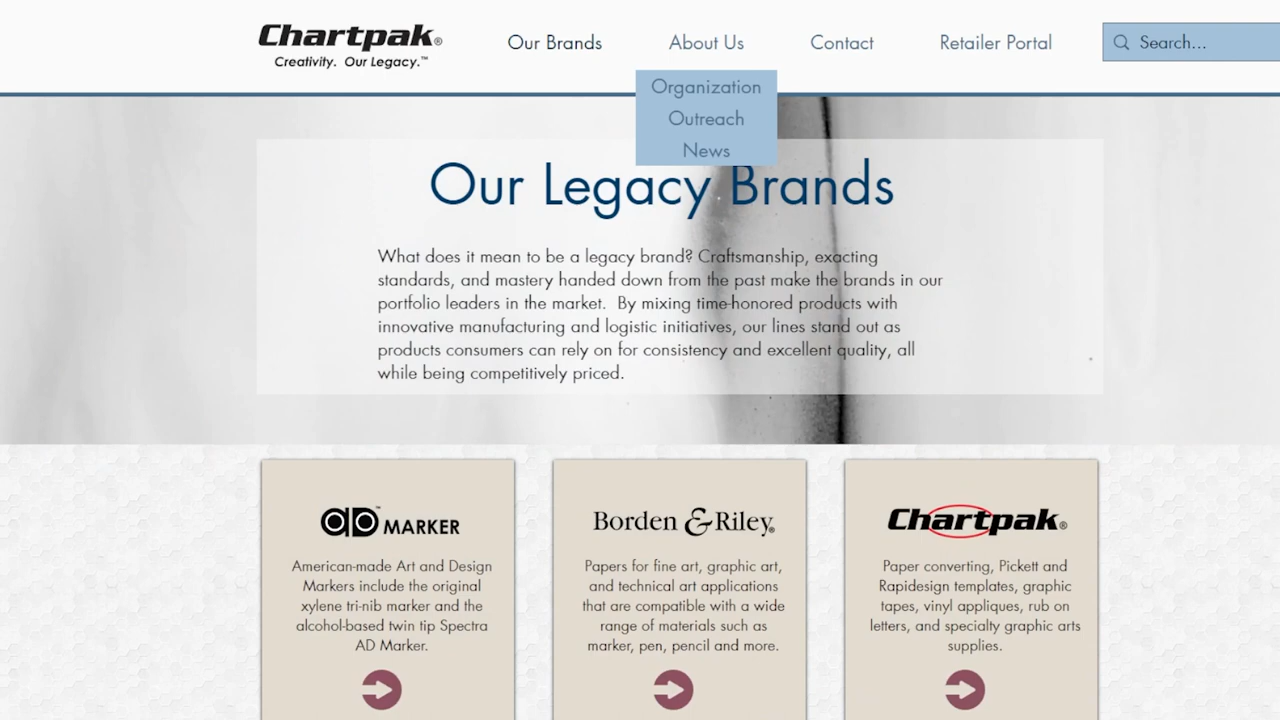 Chartpak®
Creativity. Our Legacy.™
Our Brands
About Us
Contact
Retailer Portal
Search...
Organization
Outreach
News
Our Legacy Brands
What does it mean to be a legacy brand? Craftsmanship, exacting
standards, and mastery handed down from the past make the brands in our
portfolio leaders in the market. By mixing time-honored products with
innovative manufacturing and logistic initiatives, our lines stand out as
products consumers can rely on for consistency and excellent quality, all
while being competitively priced.
AD™ MARKER
American-made Art and Design
Markers include the original
xylene tri-nib marker and the
alcohol-based twin tip Spectra
AD Marker.
Borden & Riley®
Papers for fine art, graphic art,
and technical art applications
that are compatible with a wide
range of materials such as
marker, pen, pencil and more.
Chartpak®
Paper converting, Pickett and
Rapidesign templates, graphic
tapes, vinyl appliques, rub on
letters, and specialty graphic arts
supplies.